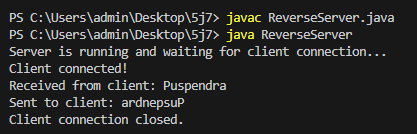 PS C:\Users\admin\Desktop\5j7> javac ReverseServer.java
PS C:\Users\admin\Desktop\5j7> java ReverseServer
Server is running and waiting for client connection...
Client connected!
Received from client: Puspendra
Sent to client: ardnepsuP
Client connection closed.